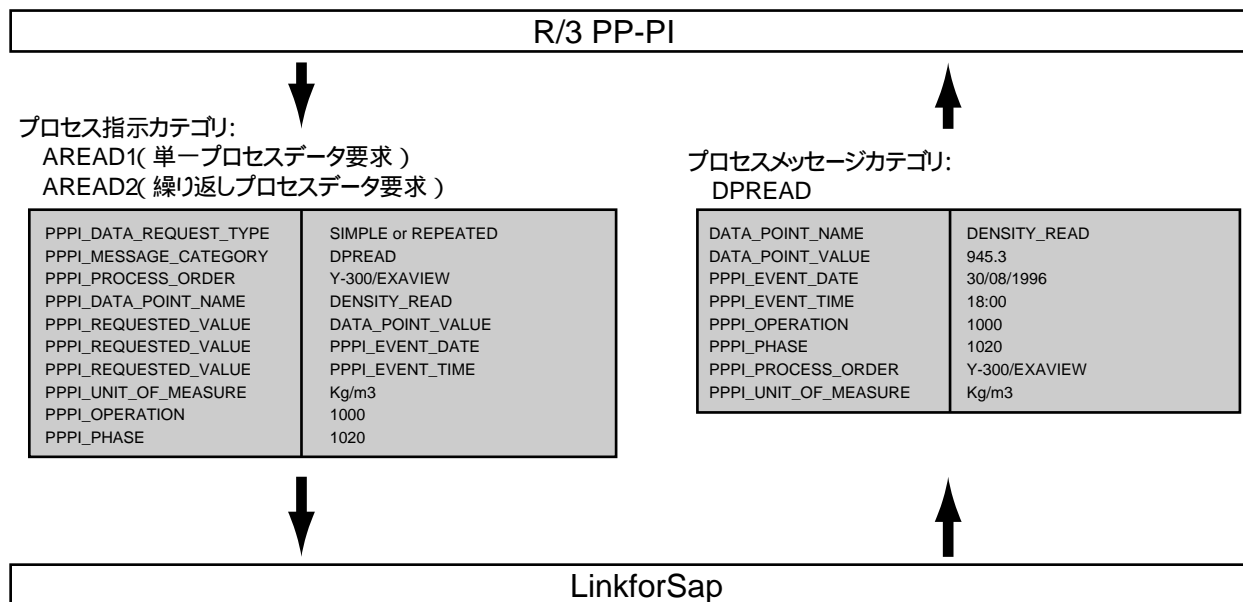 R/3 PP-PI
プロセス指示カテゴリ:
AREAD1( 単一プロセスデータ要求 )
AREAD2( 繰り返しプロセスデータ要求 )
PPPI_DATA_REQUEST_TYPE SIMPLE or REPEATED
PPPI_MESSAGE_CATEGORY DPREAD
PPPI_PROCESS_ORDER Y-300/EXAVIEW
PPPI_DATA_POINT_NAME DENSITY_READ
PPPI_REQUESTED_VALUE DATA_POINT_VALUE
PPPI_REQUESTED_VALUE PPPI_EVENT_DATE
PPPI_REQUESTED_VALUE PPPI_EVENT_TIME
PPPI_UNIT_OF_MEASURE Kg/m3
PPPI_OPERATION 1000
PPPI_PHASE 1020
プロセスメッセージカテゴリ:
DPREAD
DATA_POINT_NAME DENSITY_READ
DATA_POINT_VALUE 945.3
PPPI_EVENT_DATE 30/08/1996
PPPI_EVENT_TIME 18:00
PPPI_OPERATION 1000
PPPI_PHASE 1020
PPPI_PROCESS_ORDER Y-300/EXAVIEW
PPPI_UNIT_OF_MEASURE Kg/m3
LinkforSap